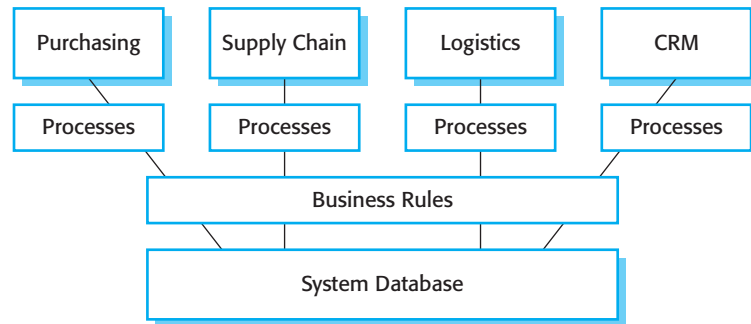 Purchasing
Supply Chain
Logistics
CRM
Processes
Processes
Processes
Processes
Business Rules
System Database